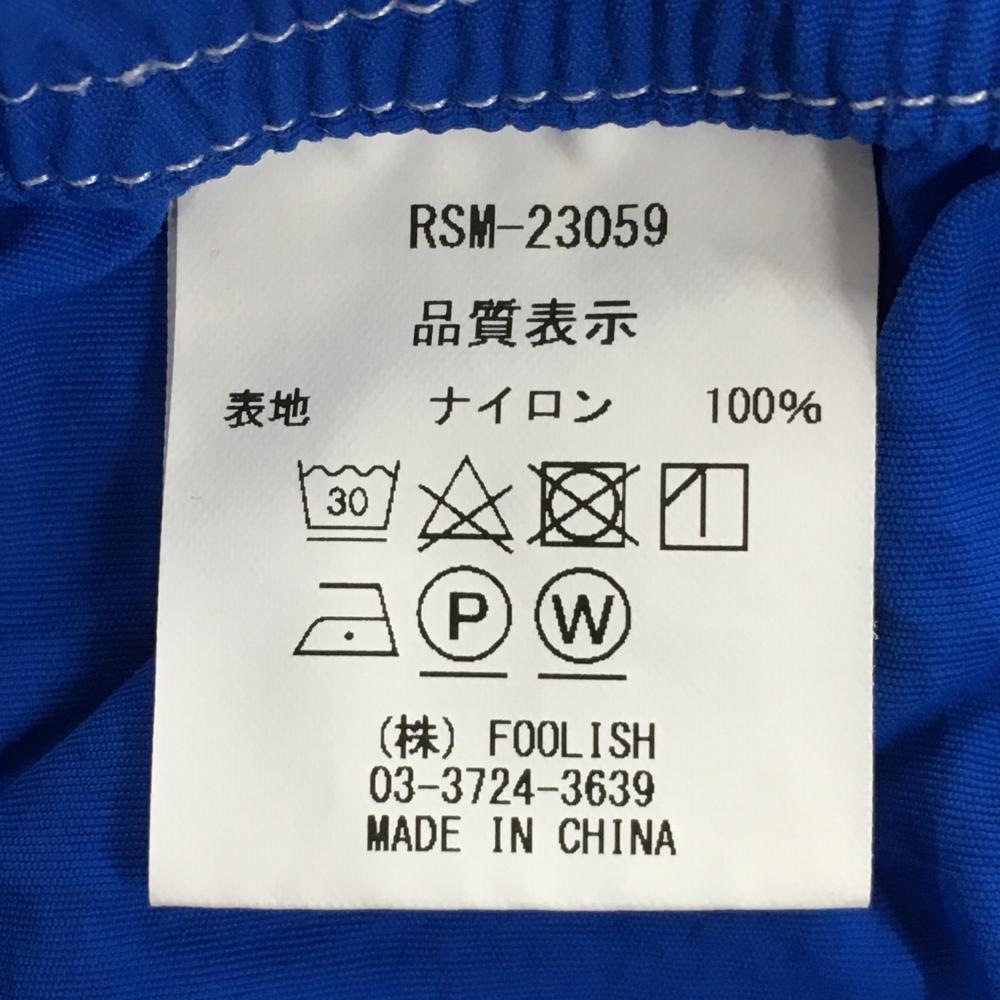 RSM-23059
品質表示
表地 ナイロン 100%
30
P W
(株) FOOLISH
03-3724-3639
MADE IN CHINA